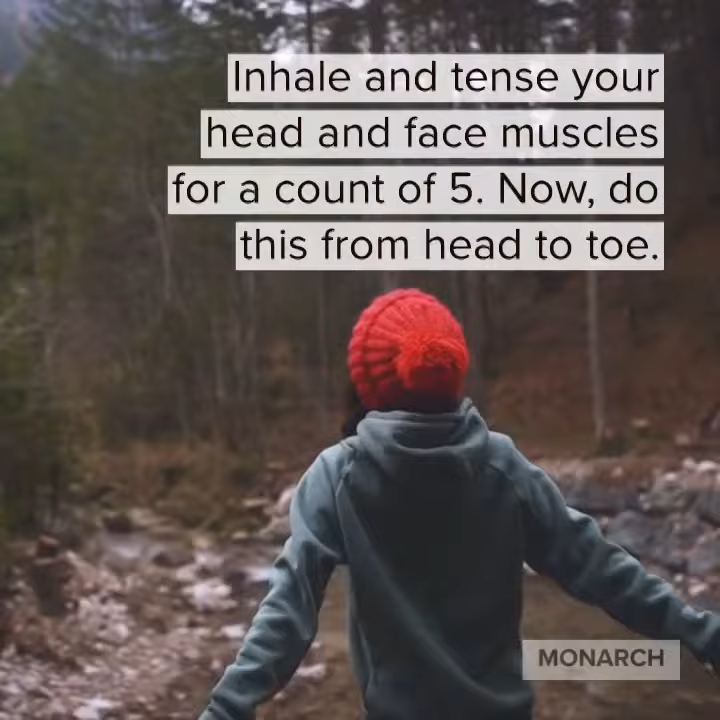 Inhale and tense your
head and face muscles
for a count of 5. Now, do
this from head to toe.
MONARCH